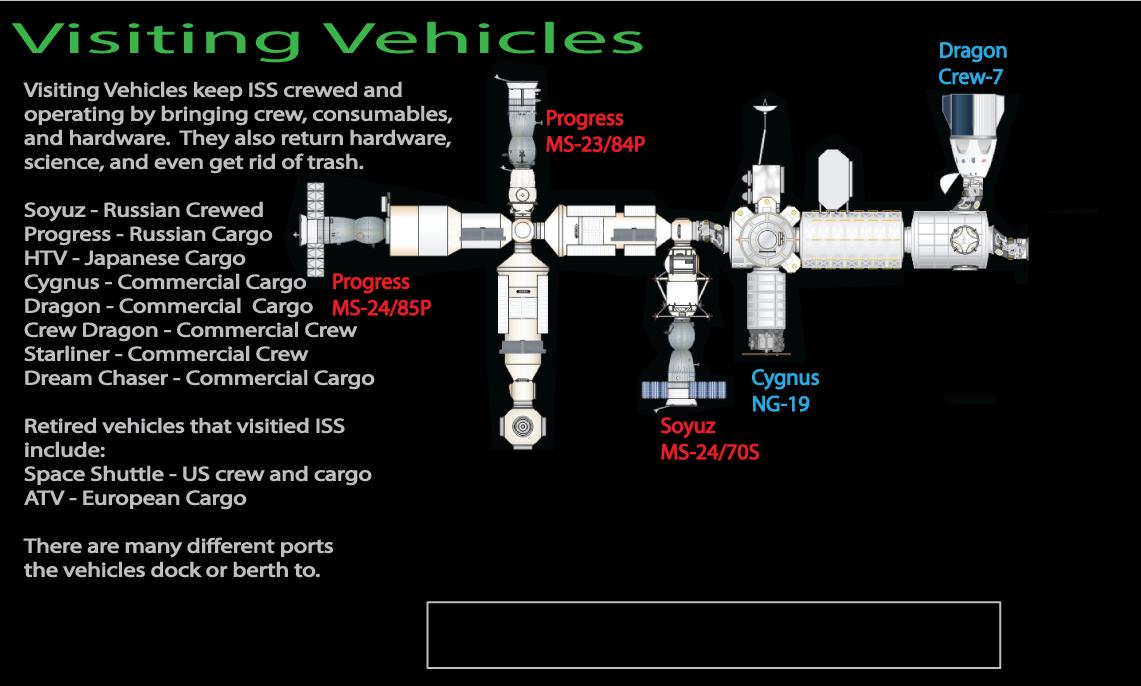 Visiting Vehicles
Visiting Vehicles keep ISS crewed and
operating by bringing crew, consumables,
and hardware.  They also return hardware,
science, and even get rid of trash.
Soyuz - Russian Crewed
Progress - Russian Cargo
HTV - Japanese Cargo
Cygnus - Commercial Cargo
Dragon - Commercial  Cargo
Crew Dragon - Commercial Crew
Starliner - Commercial Crew
Dream Chaser - Commercial Cargo
Retired vehicles that visitied ISS
include:
Space Shuttle - US crew and cargo
ATV - European Cargo
There are many different ports
the vehicles dock or berth to.
Progress
MS-23/84P
Dragon
Crew-7
Progress
MS-24/85P
Cygnus
NG-19
Soyuz
MS-24/70S